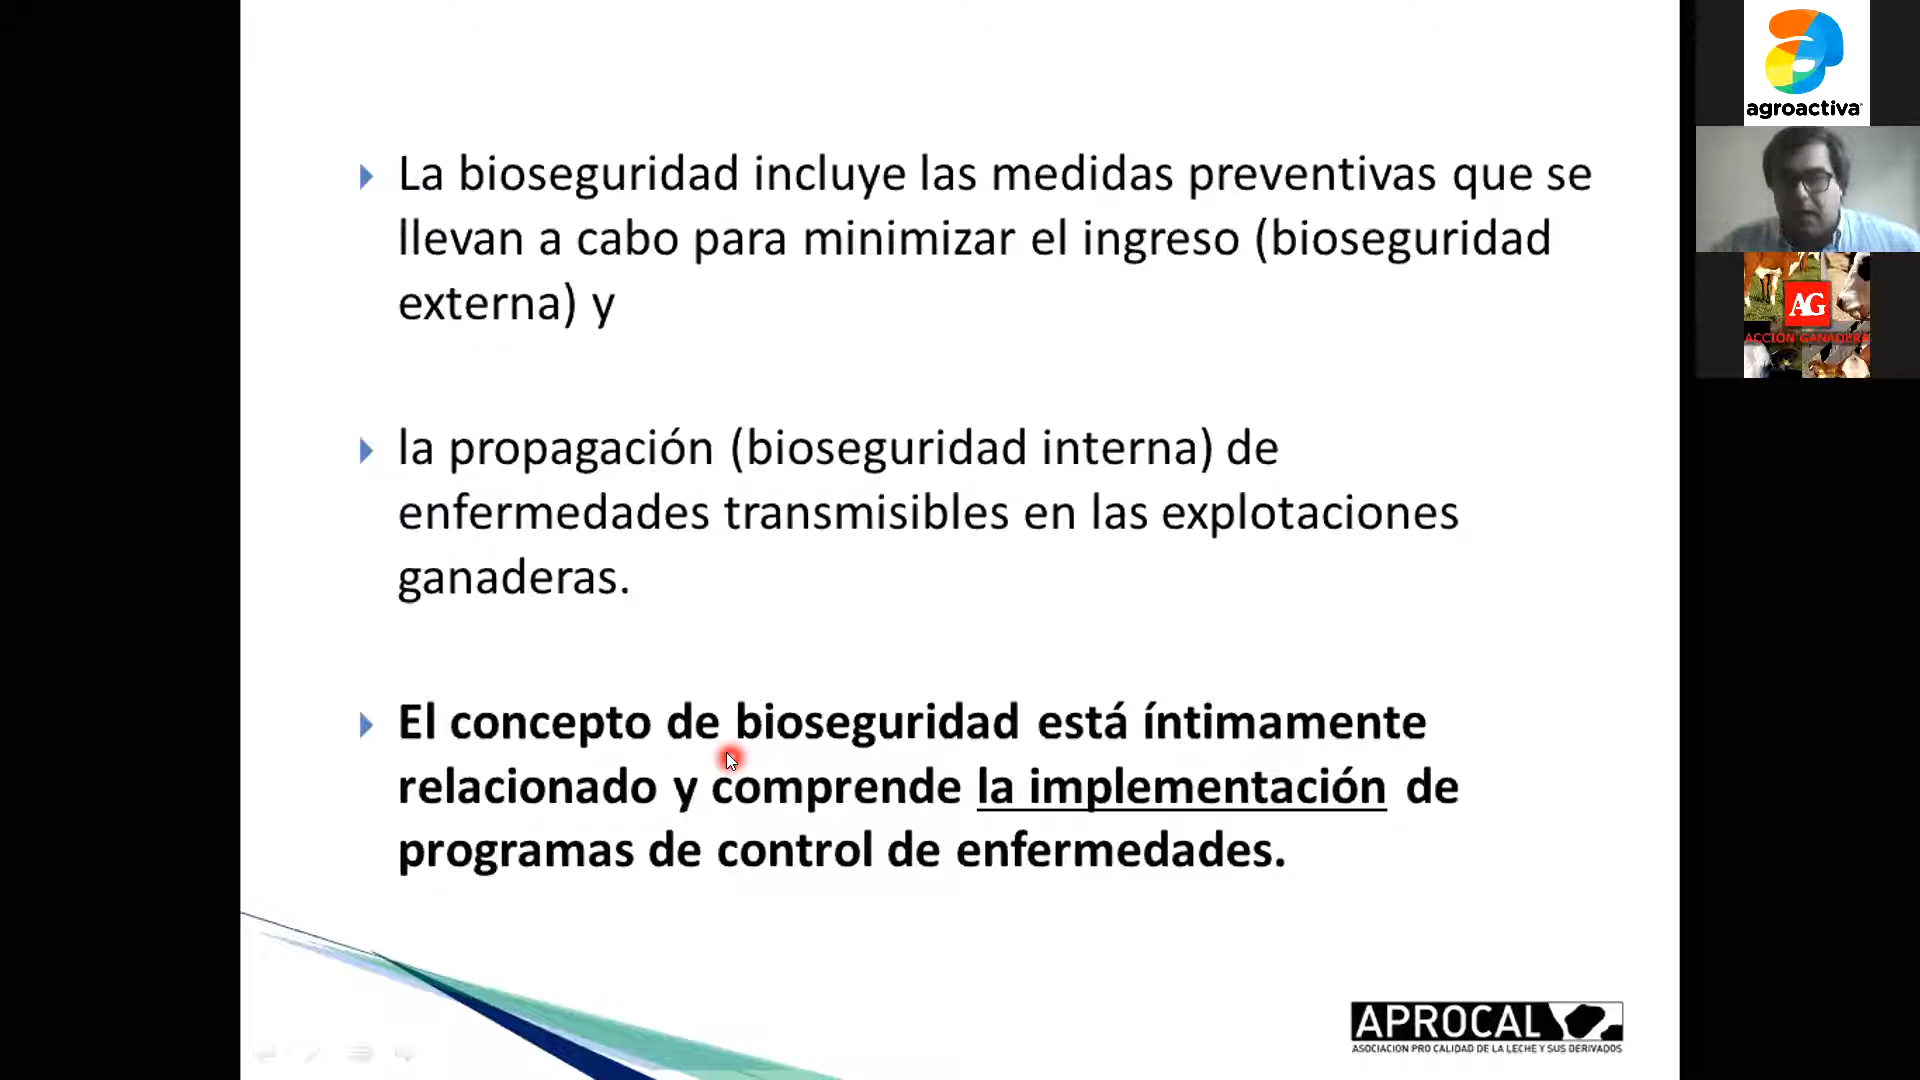 La bioseguridad incluye las medidas preventivas que se
llevan a cabo para minimizar el ingreso (bioseguridad
externa) y
la propagación (bioseguridad interna) de
enfermedades transmisibles en las explotaciones
ganaderas.
El concepto de bioseguridad está íntimamente
relacionado y comprende la implementación de
programas de control de enfermedades.
APROCAL
ASOCIACION PRO CALIDAD DE LA LECHE Y SUS DERIVADOS
agroactiva
AG
ACCIÓN GANADERA